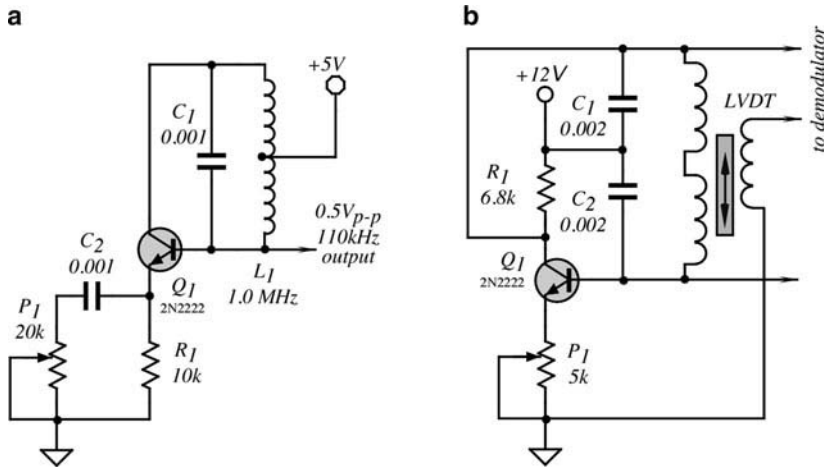 a
+5V
C1
0.001
0.5Vp-p
110kHz
output
C2
0.001
Q1
2N2222
L1
1.0 MHz
P1
20k
R1
10k
b
+12V
C1
0.002
LVDT
to demodulator
R1
6.8k
C2
0.002
Q1
2N2222
P1
5k